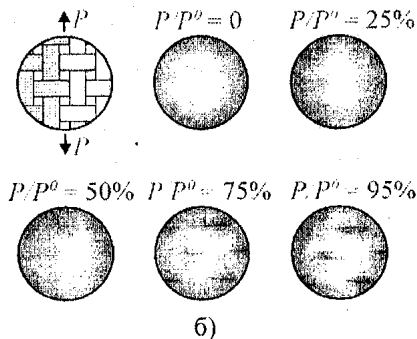 P
P/P⁰ = 0
P/P⁰ = 25%
P
P/P⁰ = 50%
P P⁰ = 75%
P. P⁰ = 95%
б)